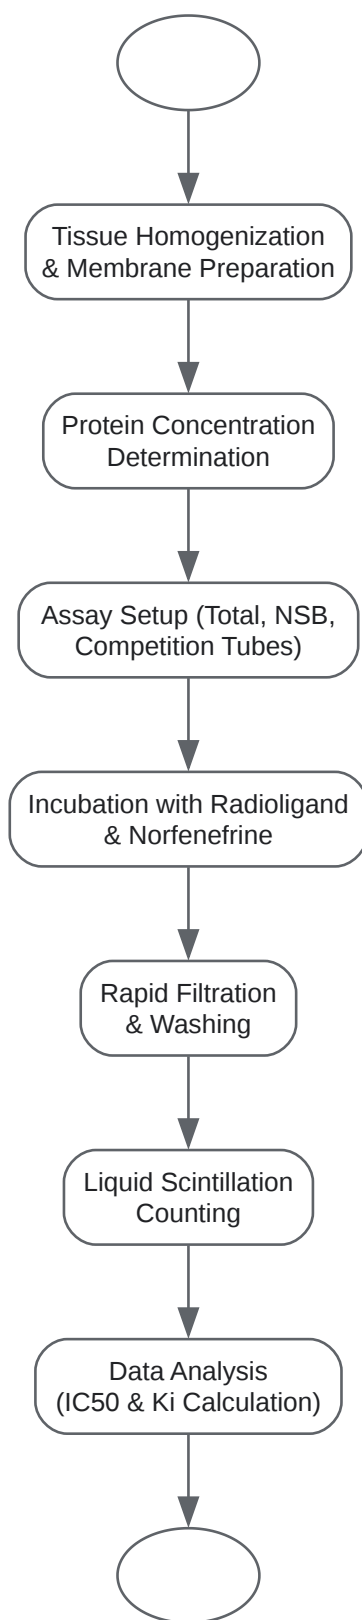 Tissue Homogenization
& Membrane Preparation
Protein Concentration
Determination
Assay Setup (Total, NSB,
Competition Tubes)
Incubation with Radioligand
& Norfenefrine
Rapid Filtration
& Washing
Liquid Scintillation
Counting
Data Analysis
(IC50 & Ki Calculation)